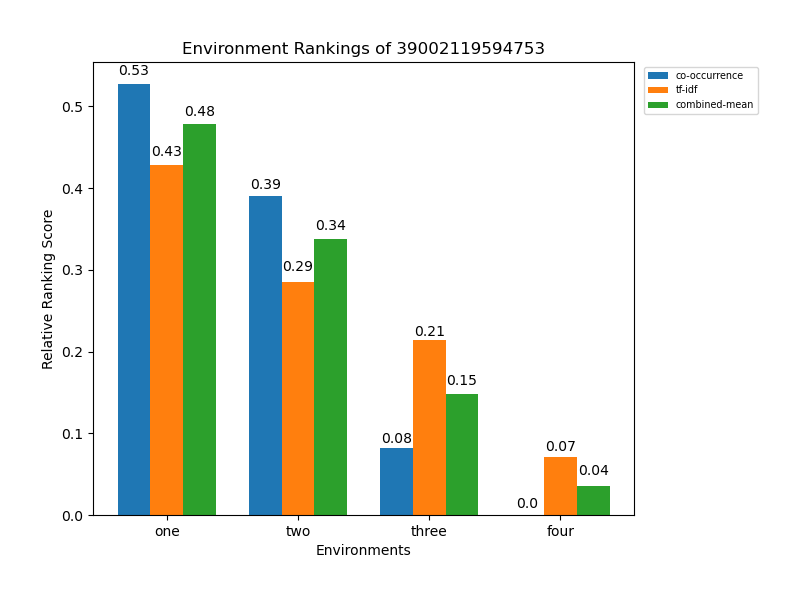 Environment Rankings of 39002119594753
co-occurrence
tf-idf
combined-mean
Relative Ranking Score
0.5
0.4
0.3
0.2
0.1
0.0
0.53
0.43
0.48
0.39
0.29
0.34
0.08
0.21
0.15
0.0
0.07
0.04
one
two
three
four
Environments